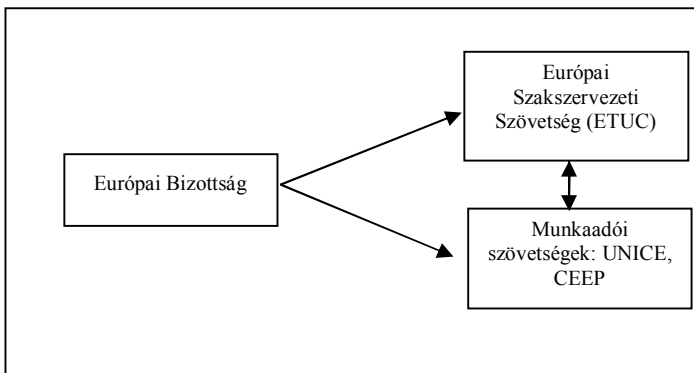 Európai Bizottság
Európai
Szakszervezeti
Szövetség (ETUC)
Munkaadói
szövetségek: UNICE,
CEEP